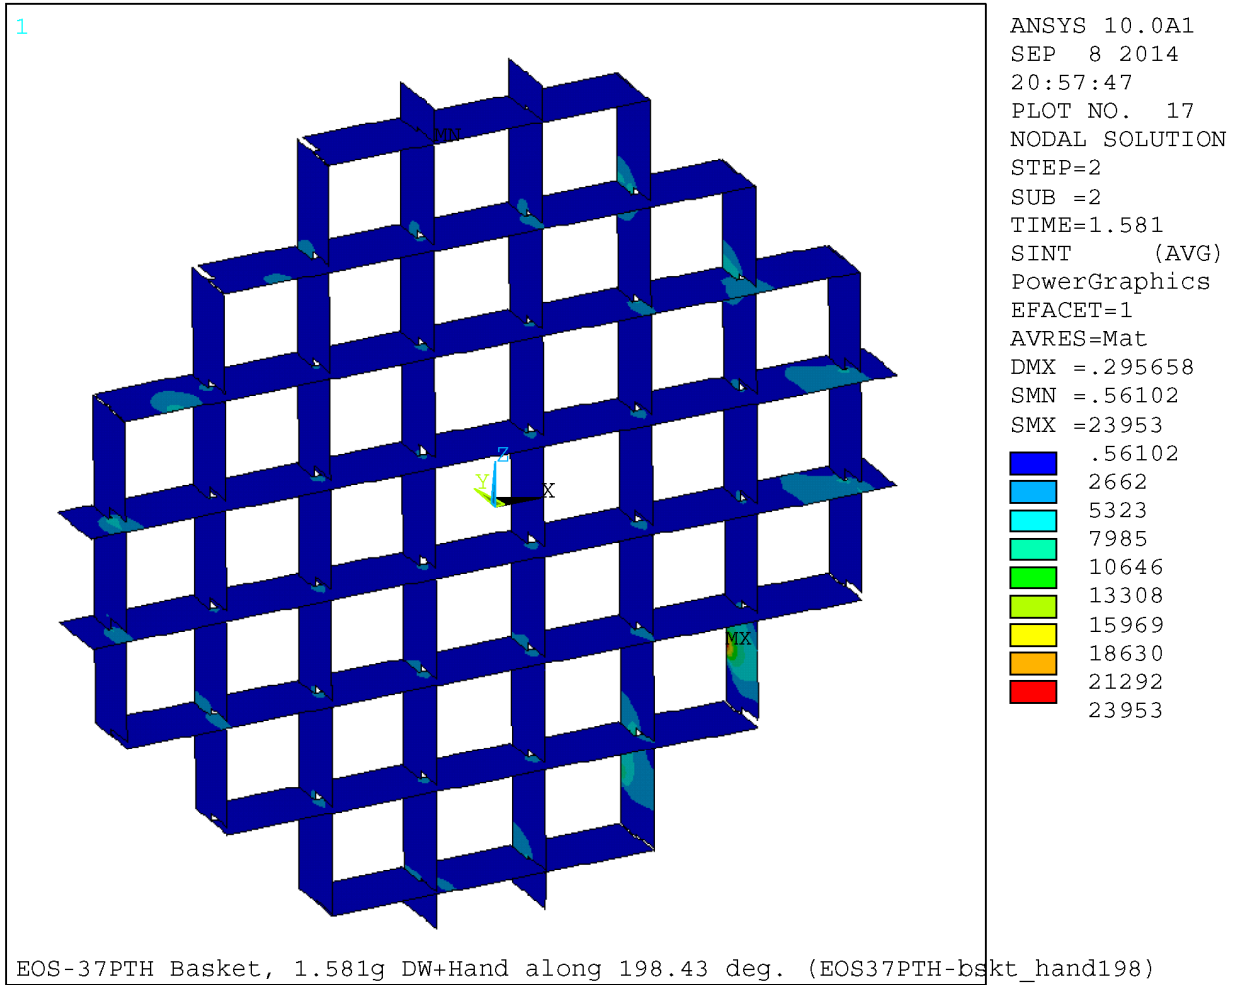 1
ANSYS 10.0A1
SEP  8 2014
20:57:47
PLOT NO.  17
NODAL SOLUTION
STEP=2
SUB =2
TIME=1.581
SINT     (AVG)
PowerGraphics
EFACET=1
AVRES=Mat
DMX =.295658
SMN =.56102
SMX =23953
.56102
2662
5323
7985
10646
13308
15969
18630
21292
23953
MN
Z
Y
X
MX
EOS-37PTH Basket, 1.581g DW+Hand along 198.43 deg. (EOS37PTH-bskt_hand198)